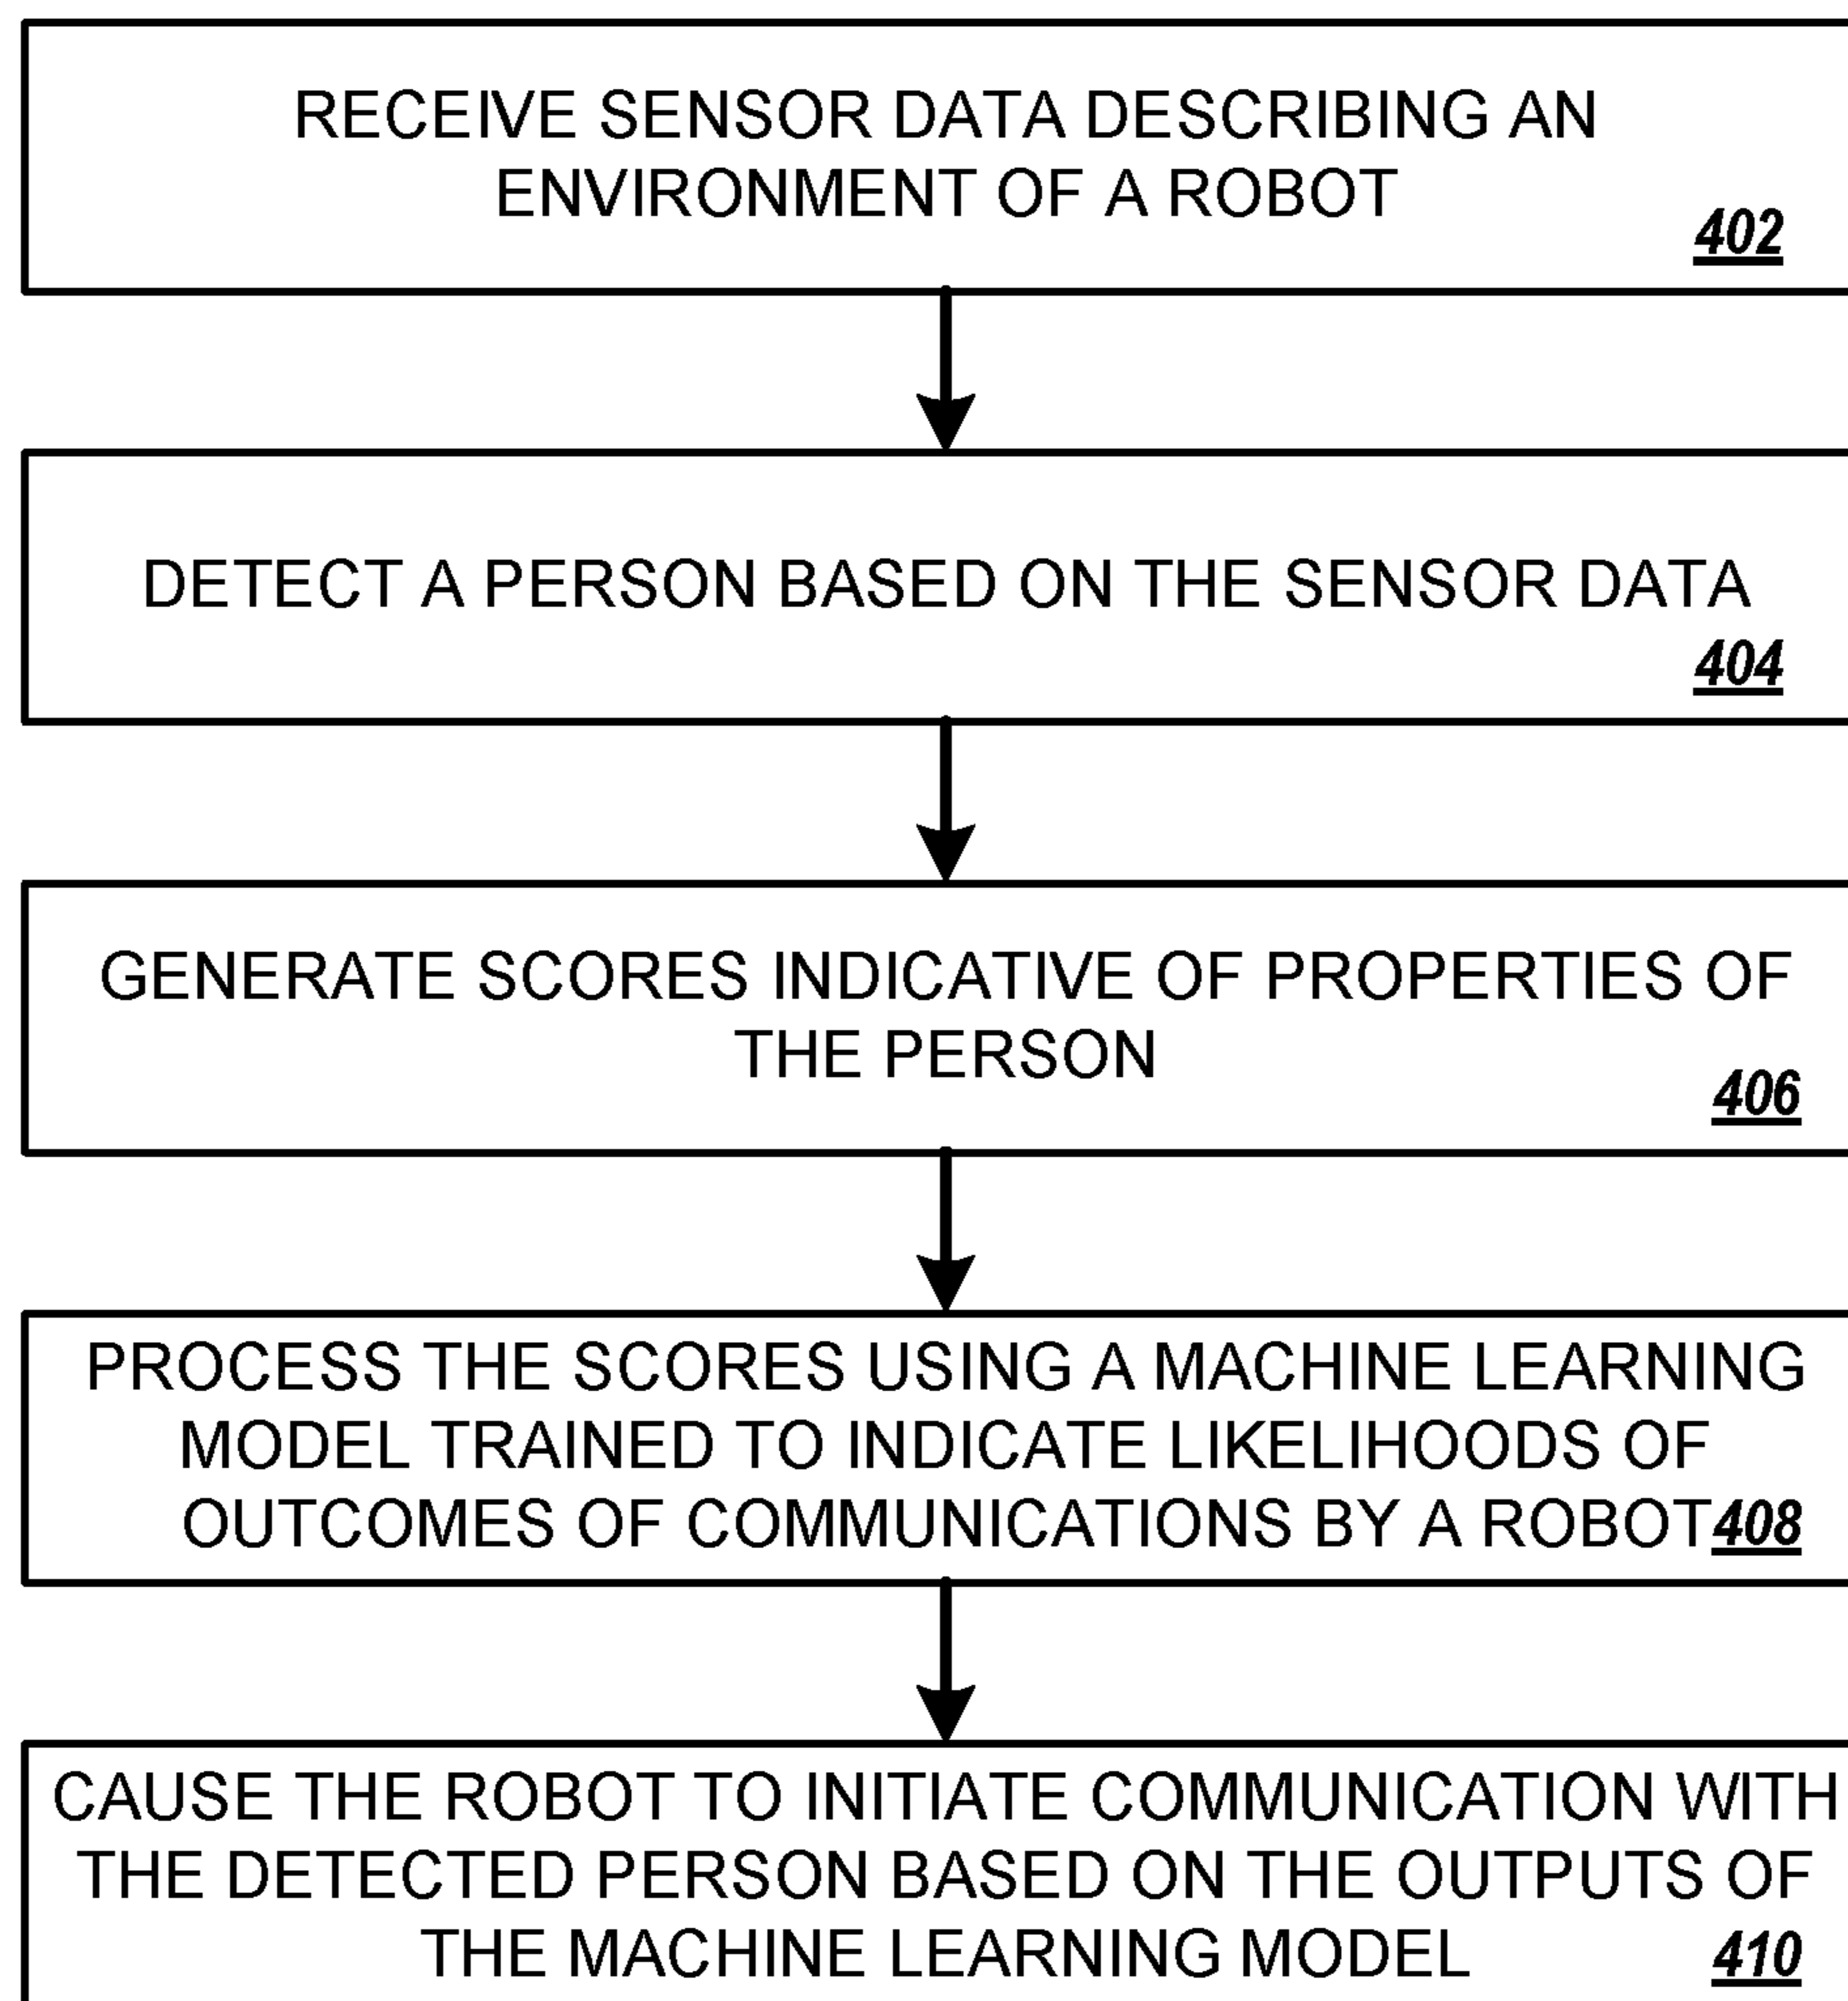 RECEIVE SENSOR DATA DESCRIBING AN
ENVIRONMENT OF A ROBOT
402
DETECT A PERSON BASED ON THE SENSOR DATA
404
GENERATE SCORES INDICATIVE OF PROPERTIES OF
THE PERSON
406
PROCESS THE SCORES USING A MACHINE LEARNING
MODEL TRAINED TO INDICATE LIKELIHOODS OF
OUTCOMES OF COMMUNICATIONS BY A ROBOT 408
CAUSE THE ROBOT TO INITIATE COMMUNICATION WITH
THE DETECTED PERSON BASED ON THE OUTPUTS OF
THE MACHINE LEARNING MODEL 410